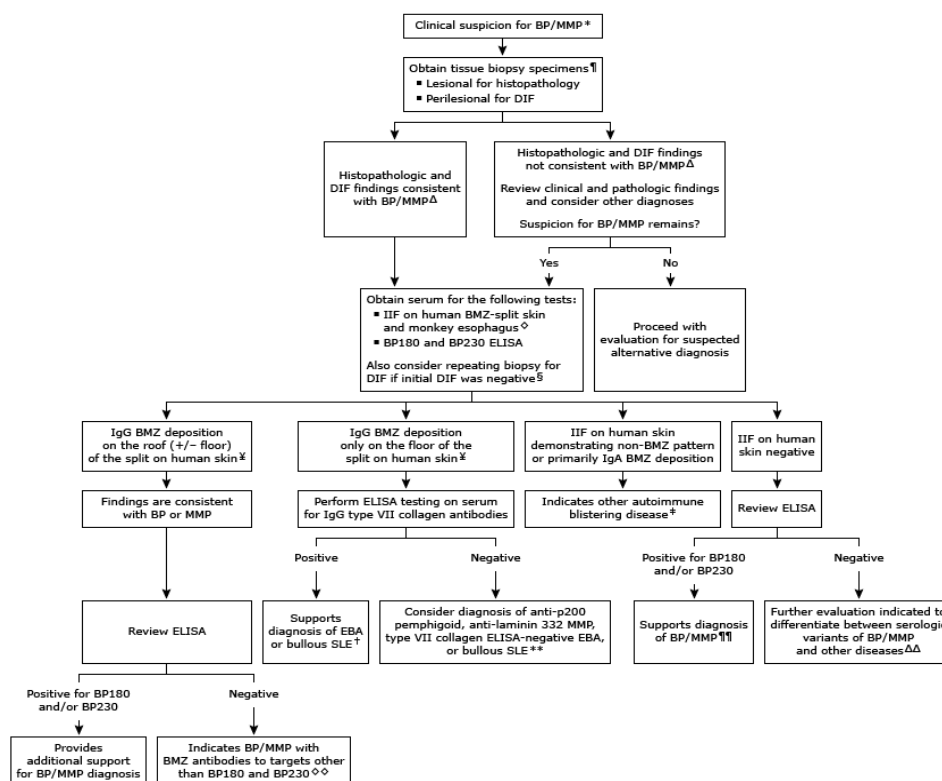 Clinical suspicion for BP/MMP*
Obtain tissue biopsy specimens¶
▪ Lesional for histopathology
▪ Perilesional for DIF
Histopathologic and
DIF findings consistent
with BP/MMPΔ
Histopathologic and DIF findings
not consistent with BP/MMPΔ
Review clinical and pathologic findings
and consider other diagnoses
Suspicion for BP/MMP remains?
Yes
No
Obtain serum for the following tests:
▪ IIF on human BMZ-split skin
and monkey esophagus◇
▪ BP180 and BP230 ELISA
Also consider repeating biopsy for
DIF if initial DIF was negative§
Proceed with
evaluation for suspected
alternative diagnosis
IgG BMZ deposition
on the roof (+/– floor)
of the split on human skin¥
IgG BMZ deposition
only on the floor of the
split on human skin¥
IIF on human skin
demonstrating non-BMZ pattern
or primarily IgA BMZ deposition
IIF on human
skin negative
Findings are consistent
with BP or MMP
Perform ELISA testing on serum
for IgG type VII collagen antibodies
Indicates other autoimmune
blistering disease‡
Review ELISA
Positive
Negative
Positive for BP180
and/or BP230
Negative
Review ELISA
Supports
diagnosis of EBA
or bullous SLE†
Consider diagnosis of anti-p200
pemphigoid, anti-laminin 332 MMP,
type VII collagen ELISA-negative EBA,
or bullous SLE**
Supports diagnosis
of BP/MMP¶¶
Further evaluation indicated to
differentiate between serologic
variants of BP/MMP
and other diseasesΔΔ
Positive for BP180
and/or BP230
Negative
Provides
additional support
for BP/MMP diagnosis
Indicates BP/MMP with
BMZ antibodies to targets other
than BP180 and BP230◇◇